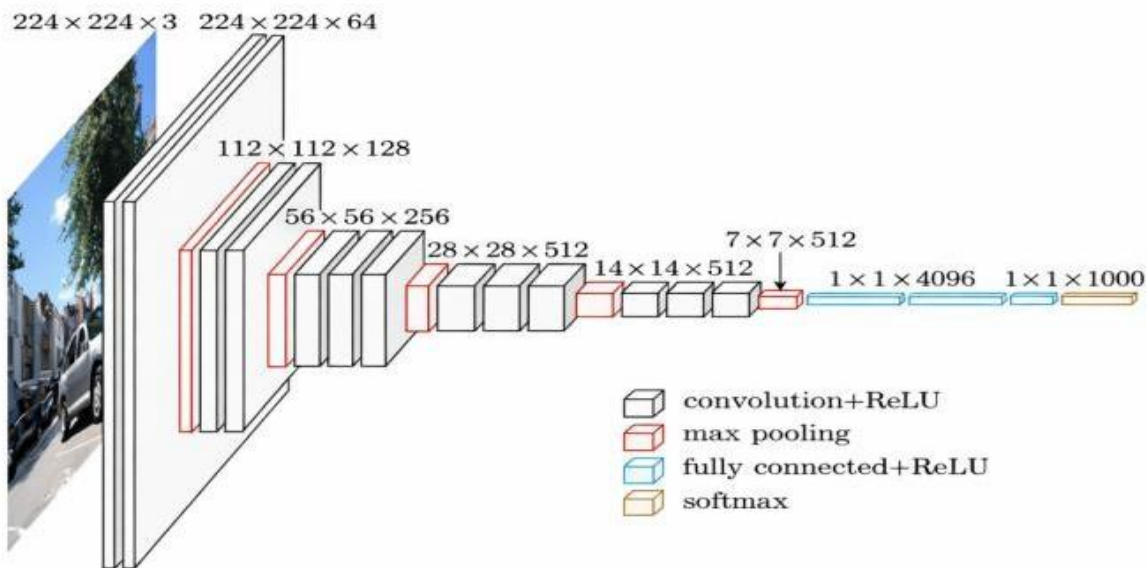 224 × 224 × 3
224 × 224 × 64
112 × 112 × 128
56 × 56 × 256
28 × 28 × 512
14 × 14 × 512
7 × 7 × 512
1 × 1 × 4096
1 × 1 × 1000
convolution+ReLU
max pooling
fully connected+ReLU
softmax